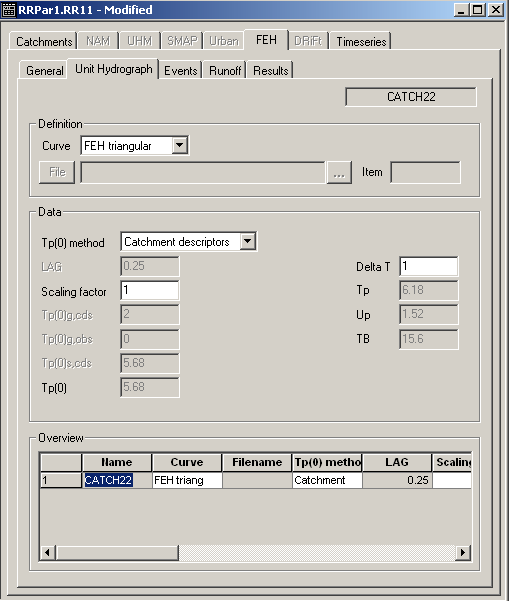 RRPar1.RR11 - Modified
Catchments NAM UHM SMAP Urban FEH DRiFt Timeseries
General Unit Hydrograph Events Runoff Results
CATCH22
Definition
Curve FEH triangular
File ... Item
Data
Tp(0) method Catchment descriptors
LAG 0.25 Delta T 1
Scaling factor 1 Tp 6.18
Tp(0)g,cds 2 Up 1.52
Tp(0)g,obs 0 TB 15.6
Tp(0)s,cds 5.68
Tp(0) 5.68
Overview
Name Curve Filename Tp(0) metho LAG Scaling
1 CATCH22 FEH triang Catchment 0.25